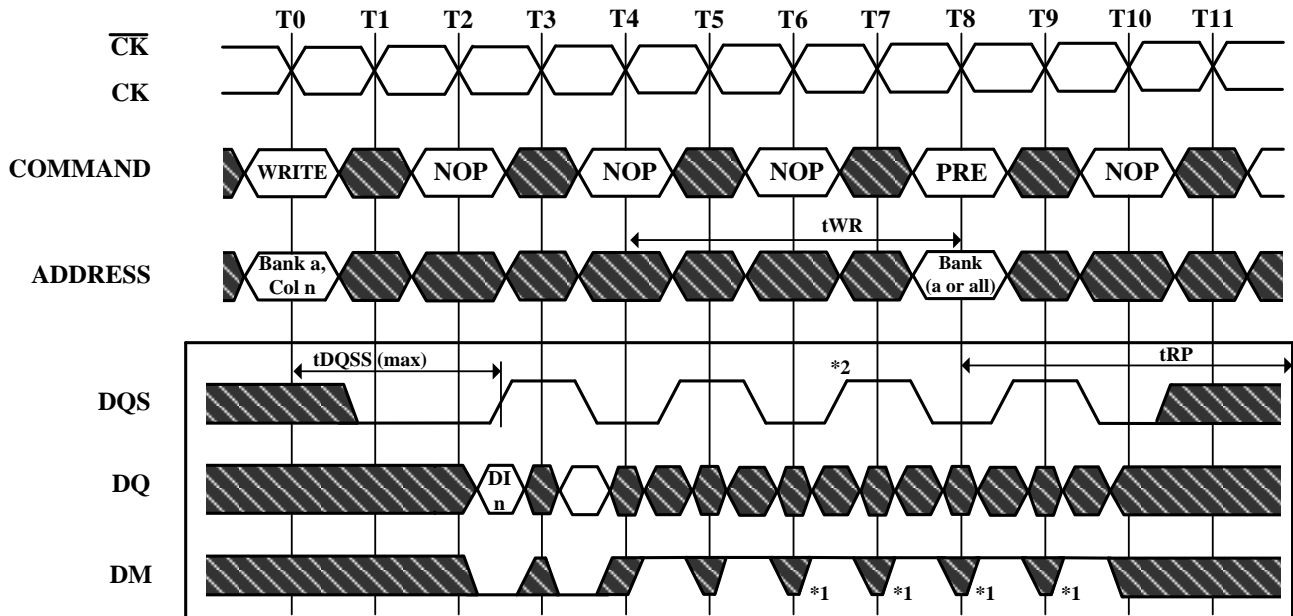 T0 T1 T2 T3 T4 T5 T6 T7 T8 T9 T10 T11
CK
CK
COMMAND WRITE NOP NOP NOP PRE NOP
tWR
ADDRESS Bank a, Bank
Col n (a or all)
tDQSS (max) *2 tRP
DQS
DQ DI
n
DM *1 *1 *1 *1